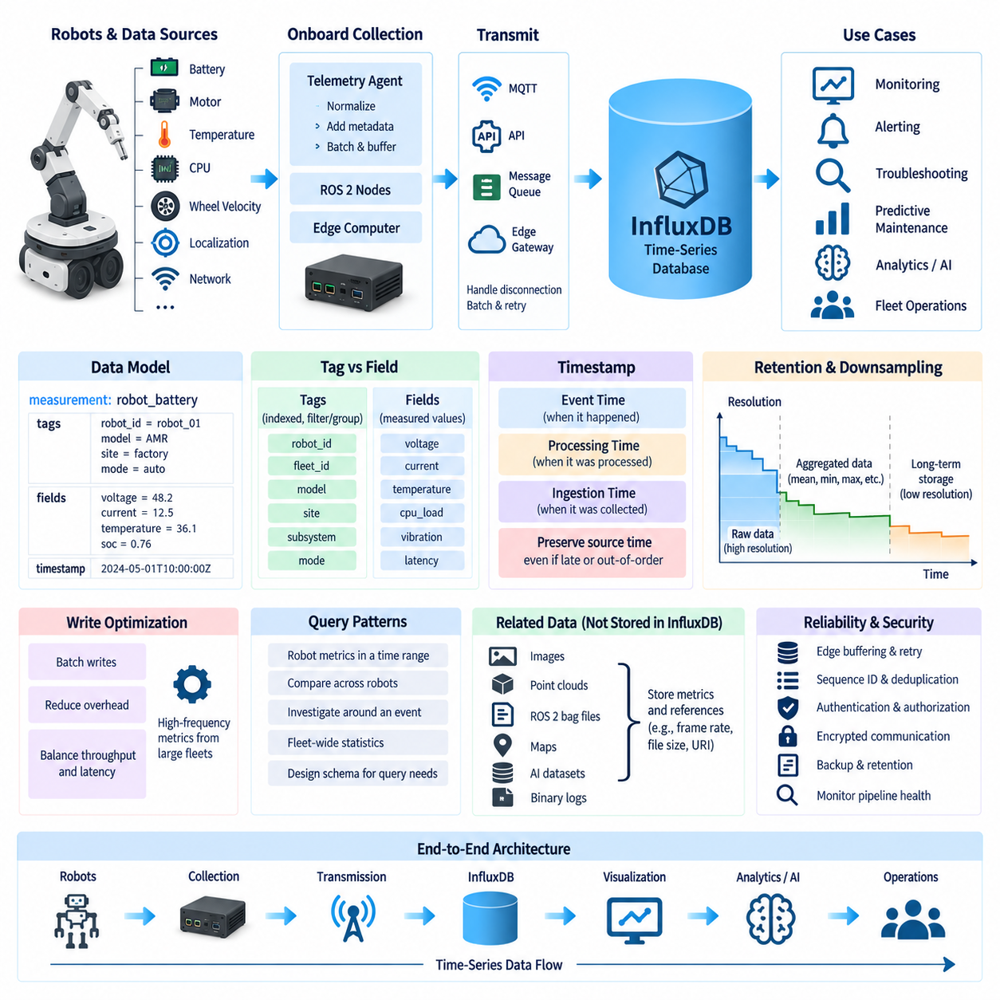 Robots & Data Sources
Battery
Motor
Temperature
CPU
Wheel Velocity
Localization
Network
...
Onboard Collection
Telemetry Agent
- Normalize
> Add metadata
> Batch & buffer
ROS 2 Nodes
Edge Computer
Transmit
MQTT
API
API
Message
Queue
Edge
Gateway
Handle disconnection
Batch & retry
InfluxDB
Time-Series
Database
Use Cases
Monitoring
Alerting
Troubleshooting
Predictive
Maintenance
Analytics / AI
Fleet Operations
Data Model
measurement: robot_battery
tags
robot_id = robot_01
model = AMR
site = factory
mode = auto
fields
voltage = 48.2
current = 12.5
temperature = 36.1
soc = 0.76
timestamp
2024-05-01T10:00:00Z
Tag vs Field
Tags
(indexed, filter/group)
robot_id
fleet_id
model
site
subsystem
mode
Fields
(measured values)
voltage
current
temperature
cpu_load
vibration
latency
Timestamp
Event Time
(when it happened)
Processing Time
(when it was processed)
Ingestion Time
(when it was collected)
Preserve source time
even if late or out-of-order
Retention & Downsampling
Resolution
Raw data
(high resolution)
Aggregated data
(mean, min, max, etc.)
Long-term
storage
(low resolution)
Time
Write Optimization
Batch writes
Reduce overhead
Balance throughput
and latency
High-frequency
metrics from
large fleets
Query Patterns
Robot metrics in a time range
Compare across robots
Investigate around an event
Fleet-wide statistics
Design schema for query needs
Related Data (Not Stored in InfluxDB)
Images
Point clouds
ROS 2 bag files
Maps
AI datasets
Binary logs
Store metrics
and references
(e.g., frame rate,
file size, URI)
Reliability & Security
Edge buffering & retry
Sequence ID & deduplication
Authentication & authorization
Encrypted communication
Backup & retention
Monitor pipeline health
End-to-End Architecture
Robots
Collection
Transmission
InfluxDB
Visualization
Analytics / AI
Operations
Time-Series Data Flow